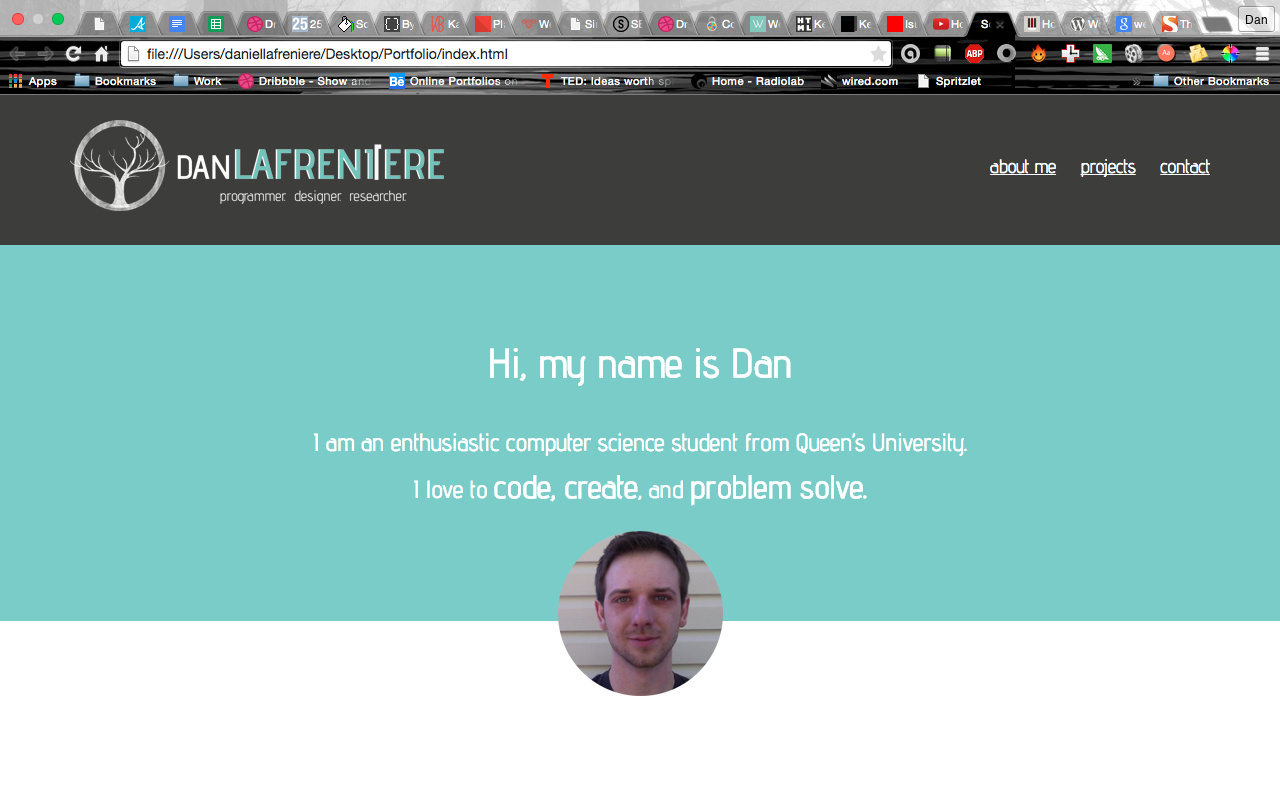 Dan
file:///Users/daniellafreniere/Desktop/Portfolio/index.html
Apps Bookmarks Work Dribbble - Show and Online Portfolios on TED: Ideas worth sp Home - Radiolab wired.com Spritzlet » Other Bookmarks
DANLAFRENIERE
programmer. designer. researcher.
about me projects contact
Hi, my name is Dan
I am an enthusiastic computer science student from Queen's University.
I love to code, create, and problem solve.